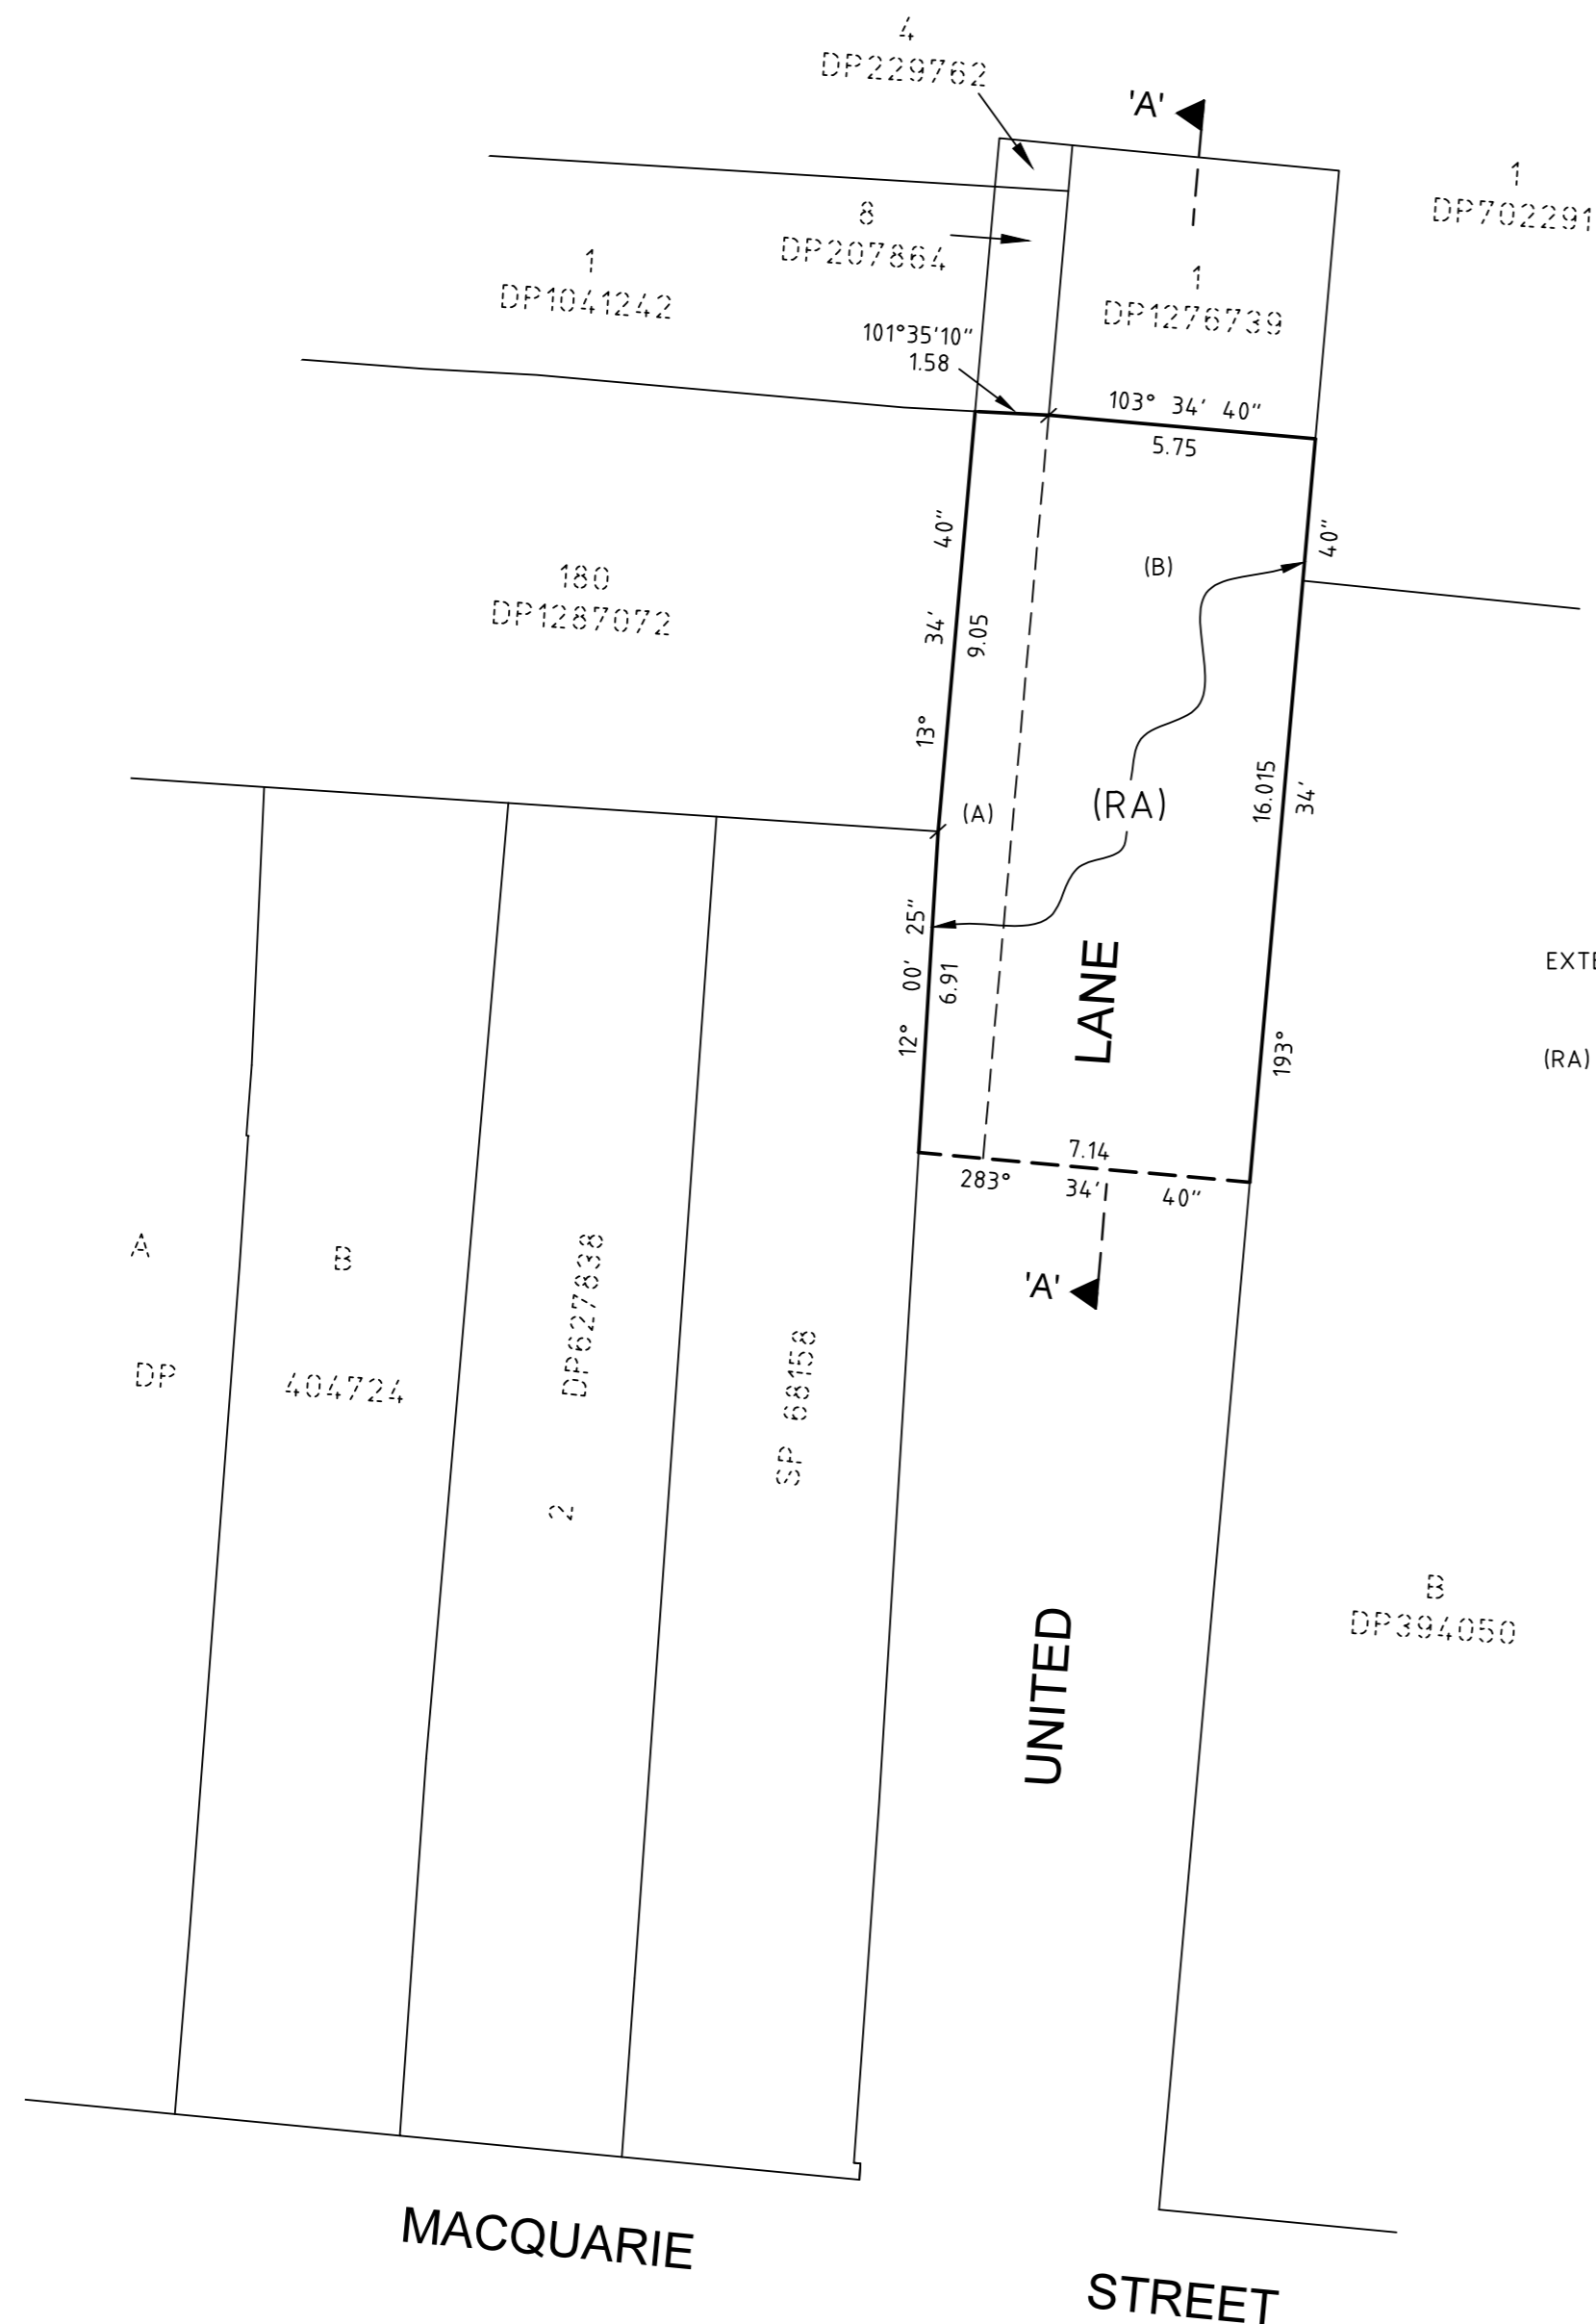 4
DP229762
'A'
1
DP702291
8
DP207864
1
DP1041242
1
DP1276739
101°35'10"
1.58
103° 34' 40"
5.75
13° 34' 40"
9.05
(B)
180
DP1287072
(A)
(RA)
193° 34' 40"
16.015
12° 00' 25"
6.91
EXTE
(RA)
7.14
283° 34' 40"
'A'
A B
DP 404724
2 DP627838
SP 68158
UNITED LANE
B
DP394050
MACQUARIE STREET